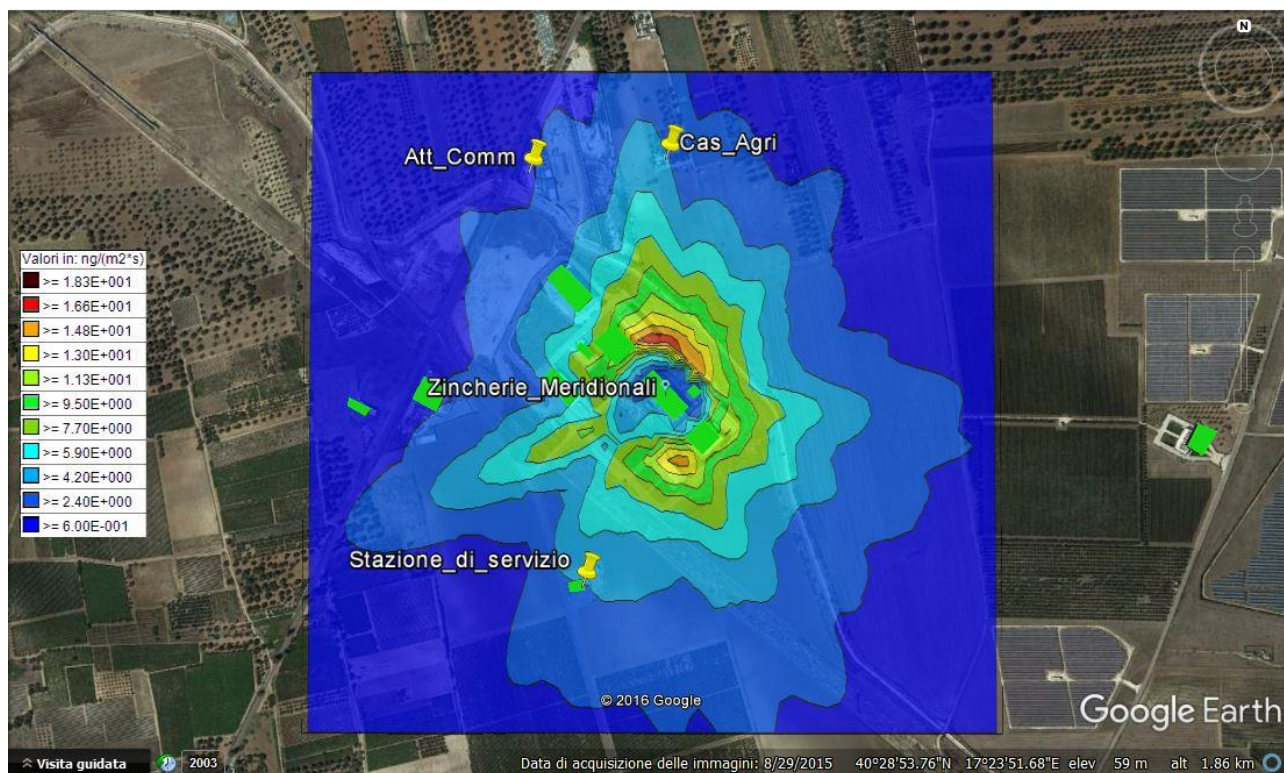 N
Att_Comm
Cas_Agri
Valori in: ng/(m2*s)
>= 1.83E+001
>= 1.66E+001
>= 1.48E+001
>= 1.30E+001
>= 1.13E+001
>= 9.50E+000
>= 7.70E+000
>= 5.90E+000
>= 4.20E+000
>= 2.40E+000
>= 6.00E-001
Zincherie_Meridionali
Stazione_di_servizio
© 2016 Google
Google Earth
Visita guidata
2003
Data di acquisizione delle immagini: 8/29/2015 40°28'53.76"N 17°23'51.68"E elev 59 m alt 1.86 km